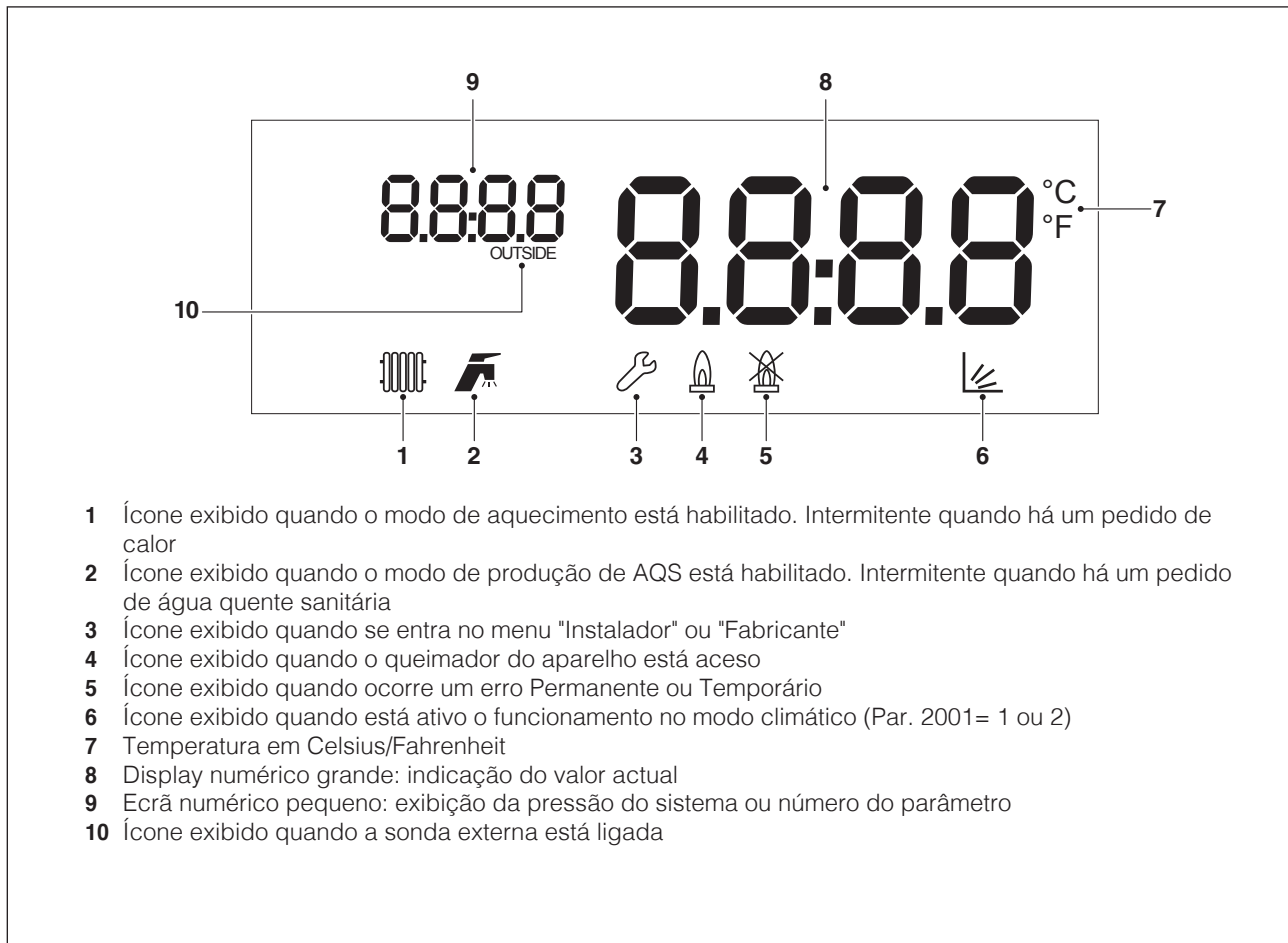 9 8
8.8:8.8 8.8:8.8 °C
°F 7
OUTSIDE
10
1 2 3 4 5 6
1 Ícone exibido quando o modo de aquecimento está habilitado. Intermitente quando há um pedido de
calor
2 Ícone exibido quando o modo de produção de AQS está habilitado. Intermitente quando há um pedido
de água quente sanitária
3 Ícone exibido quando se entra no menu "Instalador" ou "Fabricante"
4 Ícone exibido quando o queimador do aparelho está aceso
5 Ícone exibido quando ocorre um erro Permanente ou Temporário
6 Ícone exibido quando está ativo o funcionamento no modo climático (Par. 2001= 1 ou 2)
7 Temperatura em Celsius/Fahrenheit
8 Display numérico grande: indicação do valor actual
9 Ecrã numérico pequeno: exibição da pressão do sistema ou número do parâmetro
10 Ícone exibido quando a sonda externa está ligada